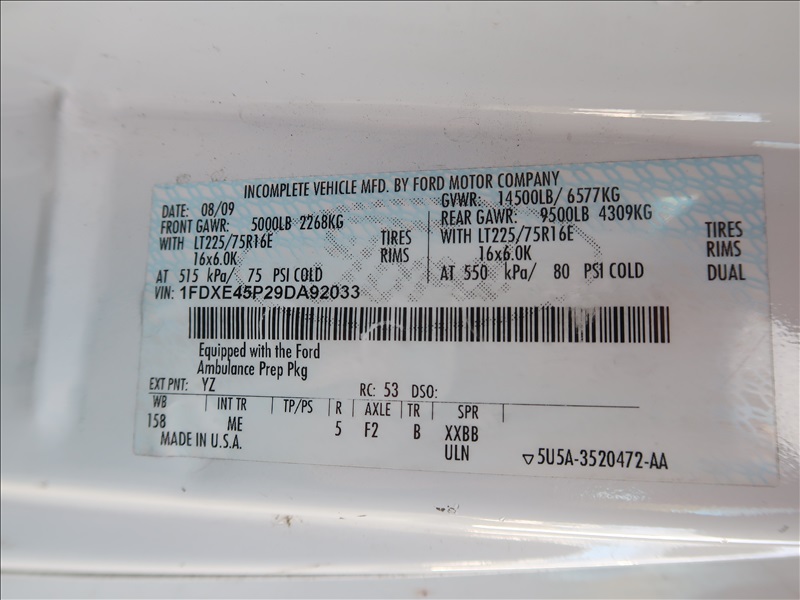 INCOMPLETE VEHICLE MFD. BY FORD MOTOR COMPANY
DATE: 08/09 GVWR: 14500LB/ 6577KG
FRONT GAWR: 5000LB 2268KG REAR GAWR: 9500LB 4309KG
WITH LT225/75R16E TIRES WITH LT225/75R16E TIRES
16x6.0K RIMS 16x6.0K RIMS
AT 515 kPa/ 75 PSI COLD AT 550 kPa/ 80 PSI COLD DUAL
VIN: 1FDXE45P29DA92033
Equipped with the Ford
Ambulance Prep Pkg
EXT PNT: YZ RC: 53 DSO:
WB INT TR TP/PS R AXLE TR SPR
158 ME 5 F2 B XXBB
MADE IN U.S.A. ULN ▽5U5A-3520472-AA